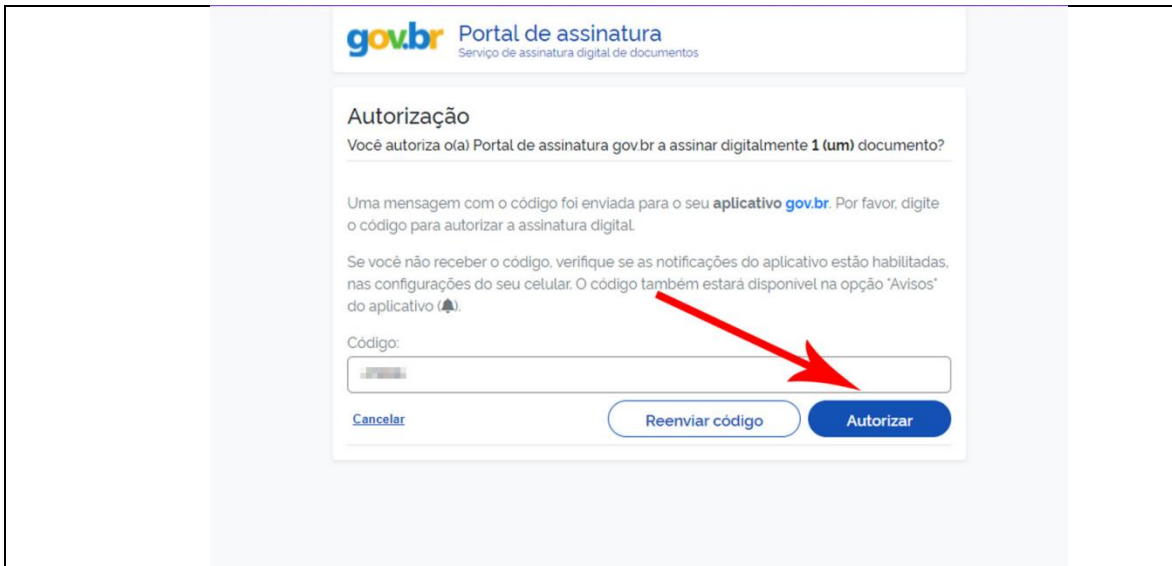 gov.br Portal de assinatura
Serviço de assinatura digital de documentos
Autorização
Você autoriza o(a) Portal de assinatura gov.br a assinar digitalmente 1 (um) documento?
Uma mensagem com o código foi enviada para o seu aplicativo gov.br. Por favor, digite
o código para autorizar a assinatura digital.
Se você não receber o código, verifique se as notificações do aplicativo estão habilitadas,
nas configurações do seu celular. O código também estará disponível na opção "Avisos"
do aplicativo ().
Código:
Cancelar Reenviar código Autorizar